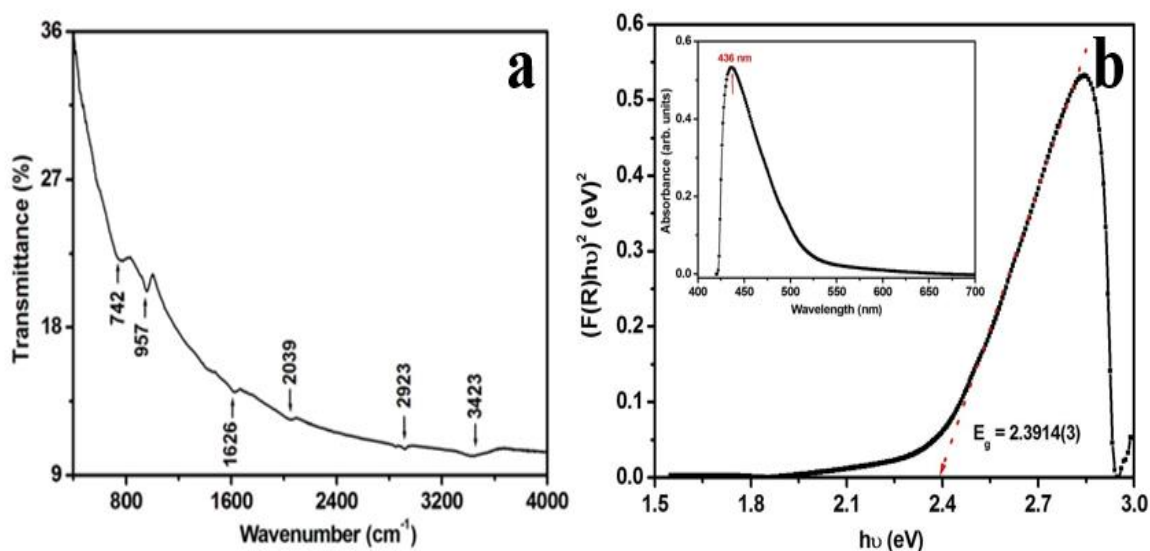 a
36
27
18
9
Transmittance (%)
742
957
1626
2039
2923
3423
800 1600 2400 3200 4000
Wavenumber (cm⁻¹)
b
0.6
0.5
0.4
0.3
0.2
0.1
0.0
(F(R)hυ)² (eV)²
0.6
0.4
0.2
0.0
Absorbance (arb. units)
436 nm
400 450 500 550 600 650 700
Wavelength (nm)
E_g = 2.3914(3)
1.5 1.8 2.1 2.4 2.7 3.0
hυ (eV)